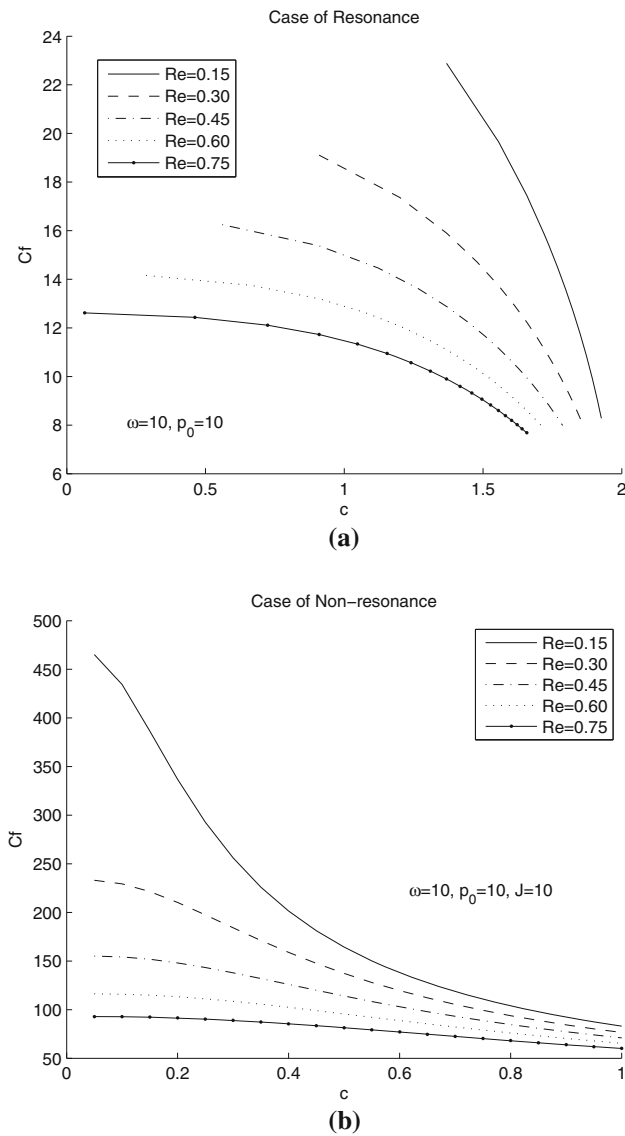 Case of Resonance
24
22
20
18
16
14
12
10
8
6
Cf
Re=0.15
Re=0.30
Re=0.45
Re=0.60
Re=0.75
ω=10, p₀=10
0 0.5 1 1.5 2
c
(a)
Case of Non−resonance
500
450
400
350
300
250
200
150
100
50
Cf
Re=0.15
Re=0.30
Re=0.45
Re=0.60
Re=0.75
ω=10, p₀=10, J=10
0 0.2 0.4 0.6 0.8 1
c
(b)